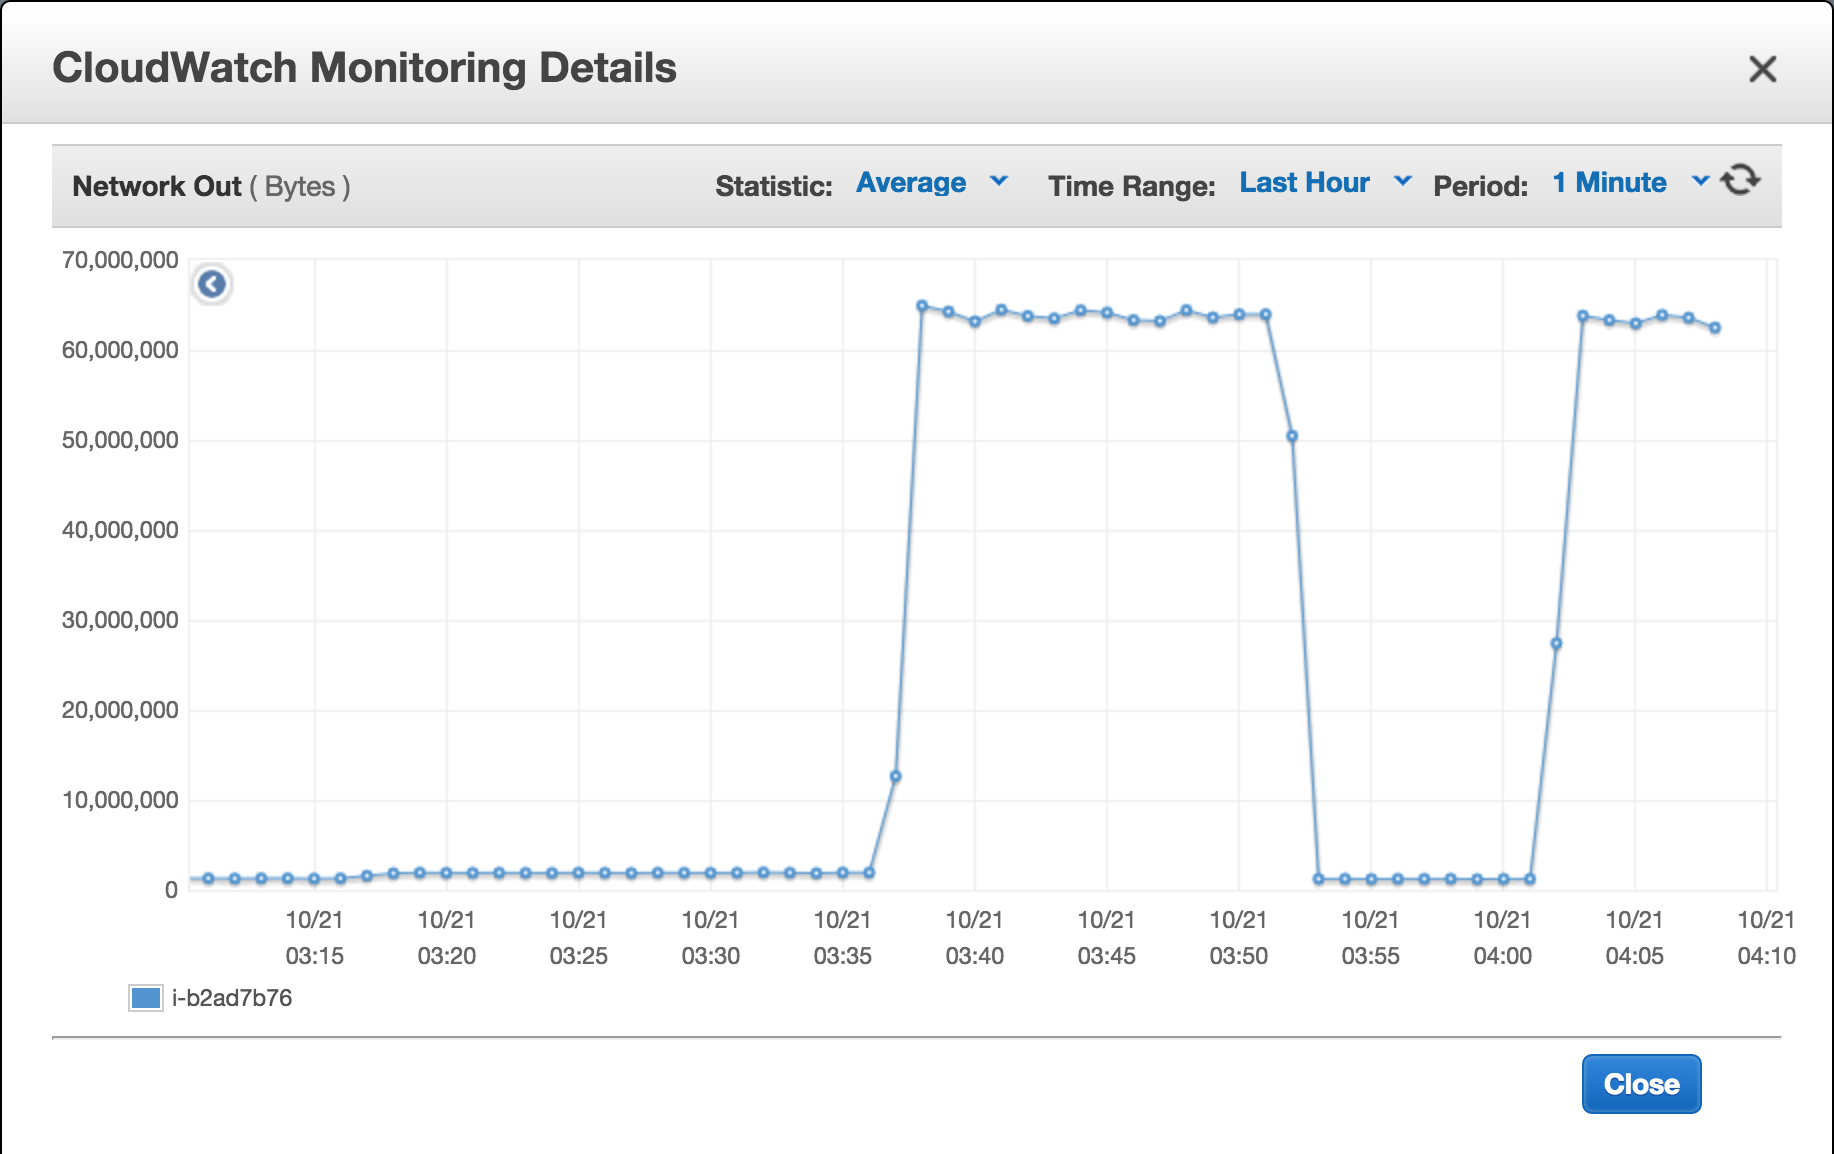 CloudWatch Monitoring Details
Network Out ( Bytes ) Statistic: Average Time Range: Last Hour Period: 1 Minute
70,000,000
60,000,000
50,000,000
40,000,000
30,000,000
20,000,000
10,000,000
0
10/21 10/21 10/21 10/21 10/21 10/21 10/21 10/21 10/21 10/21 10/21 10/21
03:15 03:20 03:25 03:30 03:35 03:40 03:45 03:50 03:55 04:00 04:05 04:10
i-b2ad7b76
Close